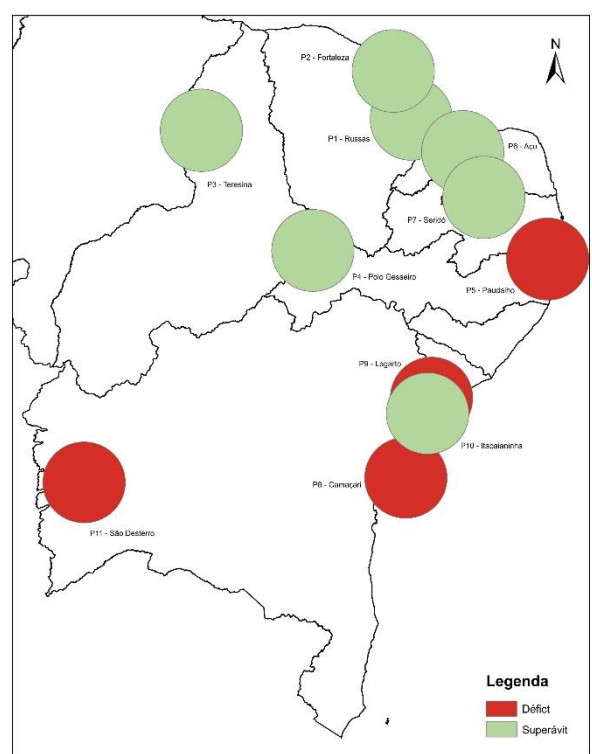 N
P2 - Fortaleza
P1 - Russas
P6 - Açu
P3 - Teresina
P7 - Seridó
P4 - Polo Gesseiro
P5 - Paudalho
P9 - Lagarto
P10 - Itabaianinha
P8 - Camaçari
P11 - São Desterro
Legenda
Défict
Superávit